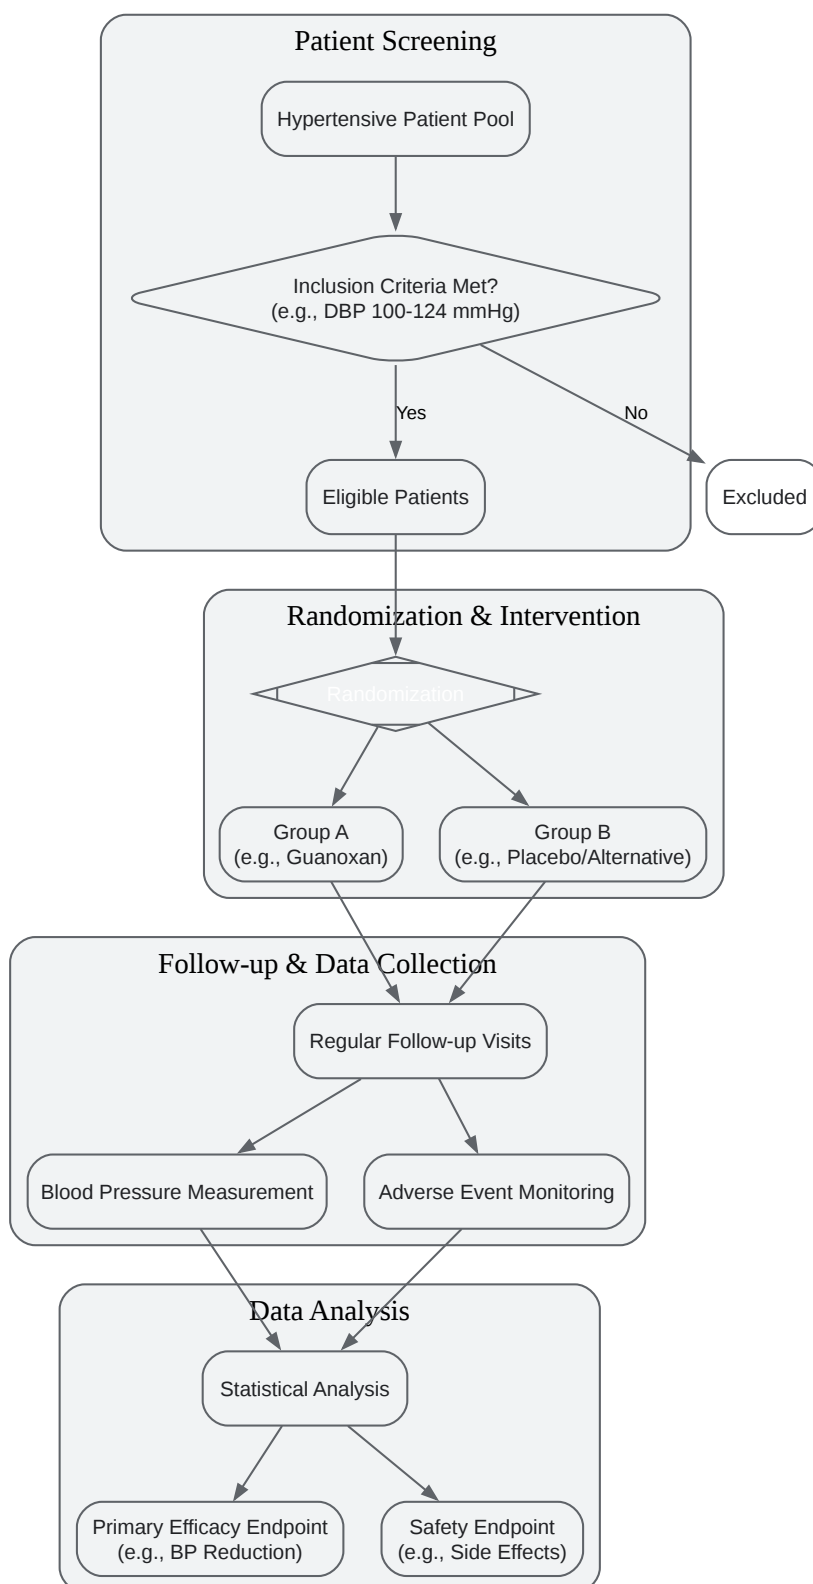 Patient Screening
Hypertensive Patient Pool
Inclusion Criteria Met?
(e.g., DBP 100-124 mmHg)
Yes
No
Eligible Patients
Excluded
Randomization & Intervention
Randomization
Group A
(e.g., Guanoxan)
Group B
(e.g., Placebo/Alternative)
Follow-up & Data Collection
Regular Follow-up Visits
Blood Pressure Measurement
Adverse Event Monitoring
Data Analysis
Statistical Analysis
Primary Efficacy Endpoint
(e.g., BP Reduction)
Safety Endpoint
(e.g., Side Effects)